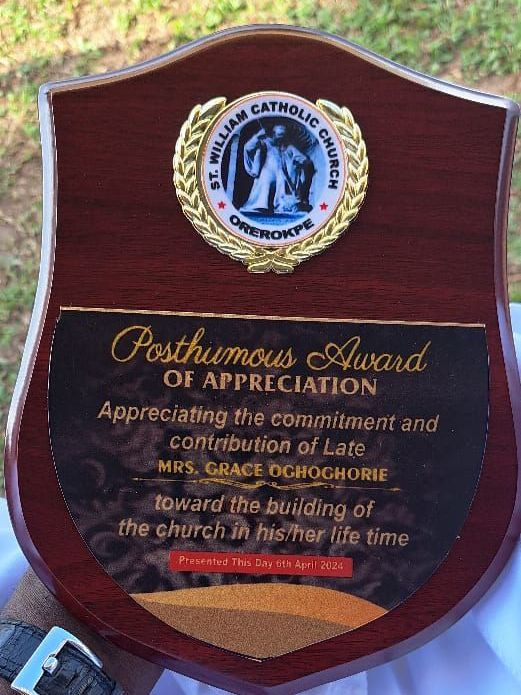 ST. WILLIAM CATHOLIC CHURCH
OREROKPE
Posthumous Award
OF APPRECIATION
Appreciating the commitment and
contribution of Late
MRS. GRACE OGHOGHORIE
toward the building of
the church in his/her life time
Presented This Day 6th April 2024